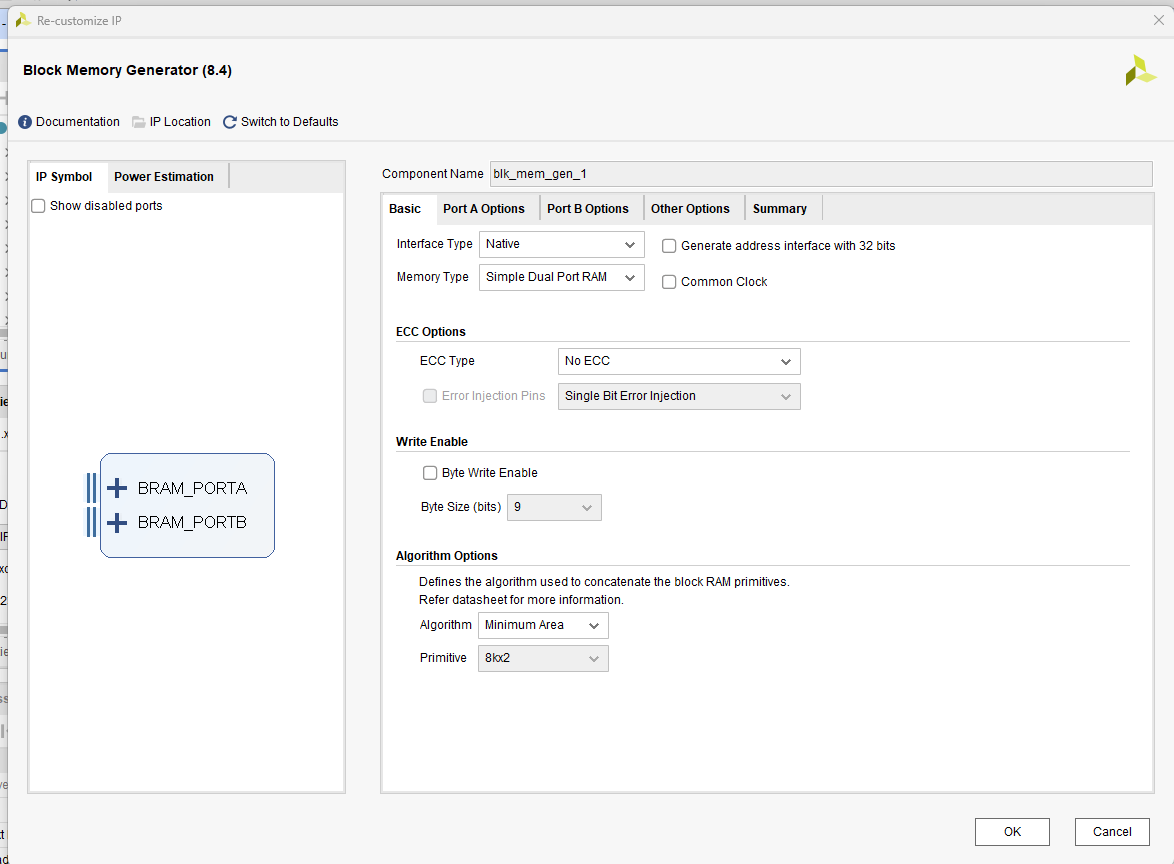 Re-customize IP
Block Memory Generator (8.4)
Documentation IP Location Switch to Defaults
IP Symbol Power Estimation
Show disabled ports
BRAM_PORTA
BRAM_PORTB
Component Name blk_mem_gen_1
Basic Port A Options Port B Options Other Options Summary
Interface Type Native Generate address interface with 32 bits
Memory Type Simple Dual Port RAM Common Clock
ECC Options
ECC Type No ECC
Error Injection Pins Single Bit Error Injection
Write Enable
Byte Write Enable
Byte Size (bits) 9
Algorithm Options
Defines the algorithm used to concatenate the block RAM primitives.
Refer datasheet for more information.
Algorithm Minimum Area
Primitive 8kx2
OK Cancel